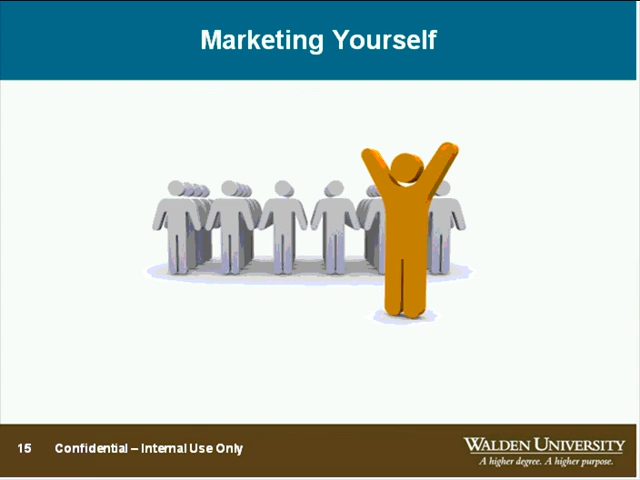 Marketing Yourself
15 Confidential – Internal Use Only
WALDEN UNIVERSITY
A higher degree. A higher purpose.